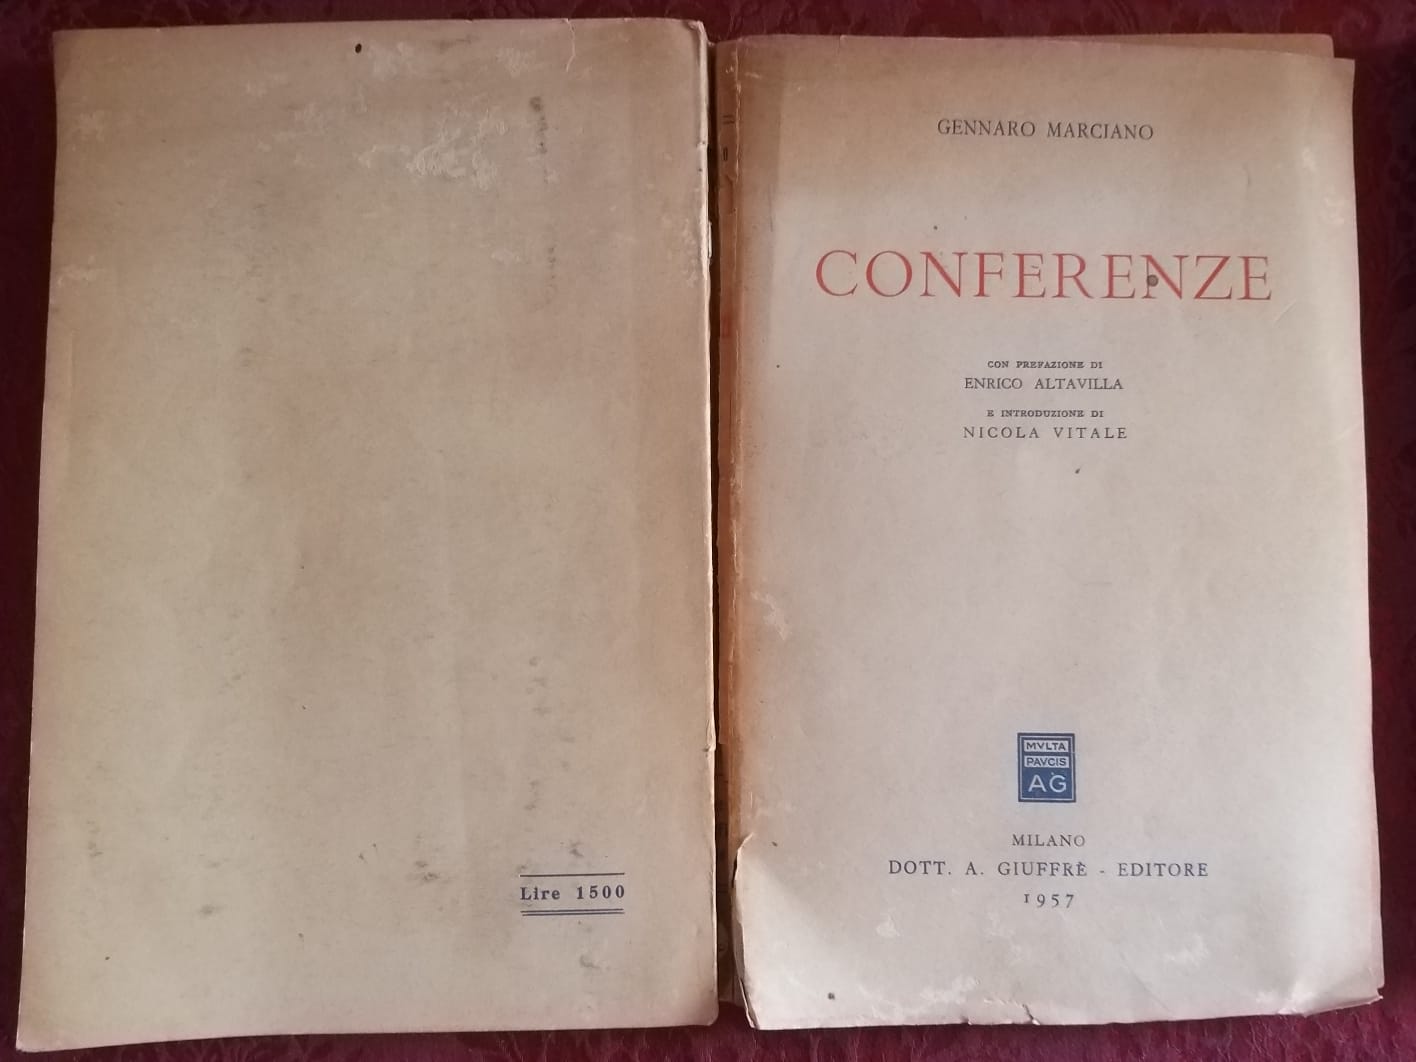 Lire 1500
GENNARO MARCIANO
CONFERENZE
CON PREFAZIONE DI
ENRICO ALTAVILLA
E INTRODUZIONE DI
NICOLA VITALE
MVLTA
PAVCIS
AG
MILANO
DOTT. A. GIUFFRÈ - EDITORE
1957